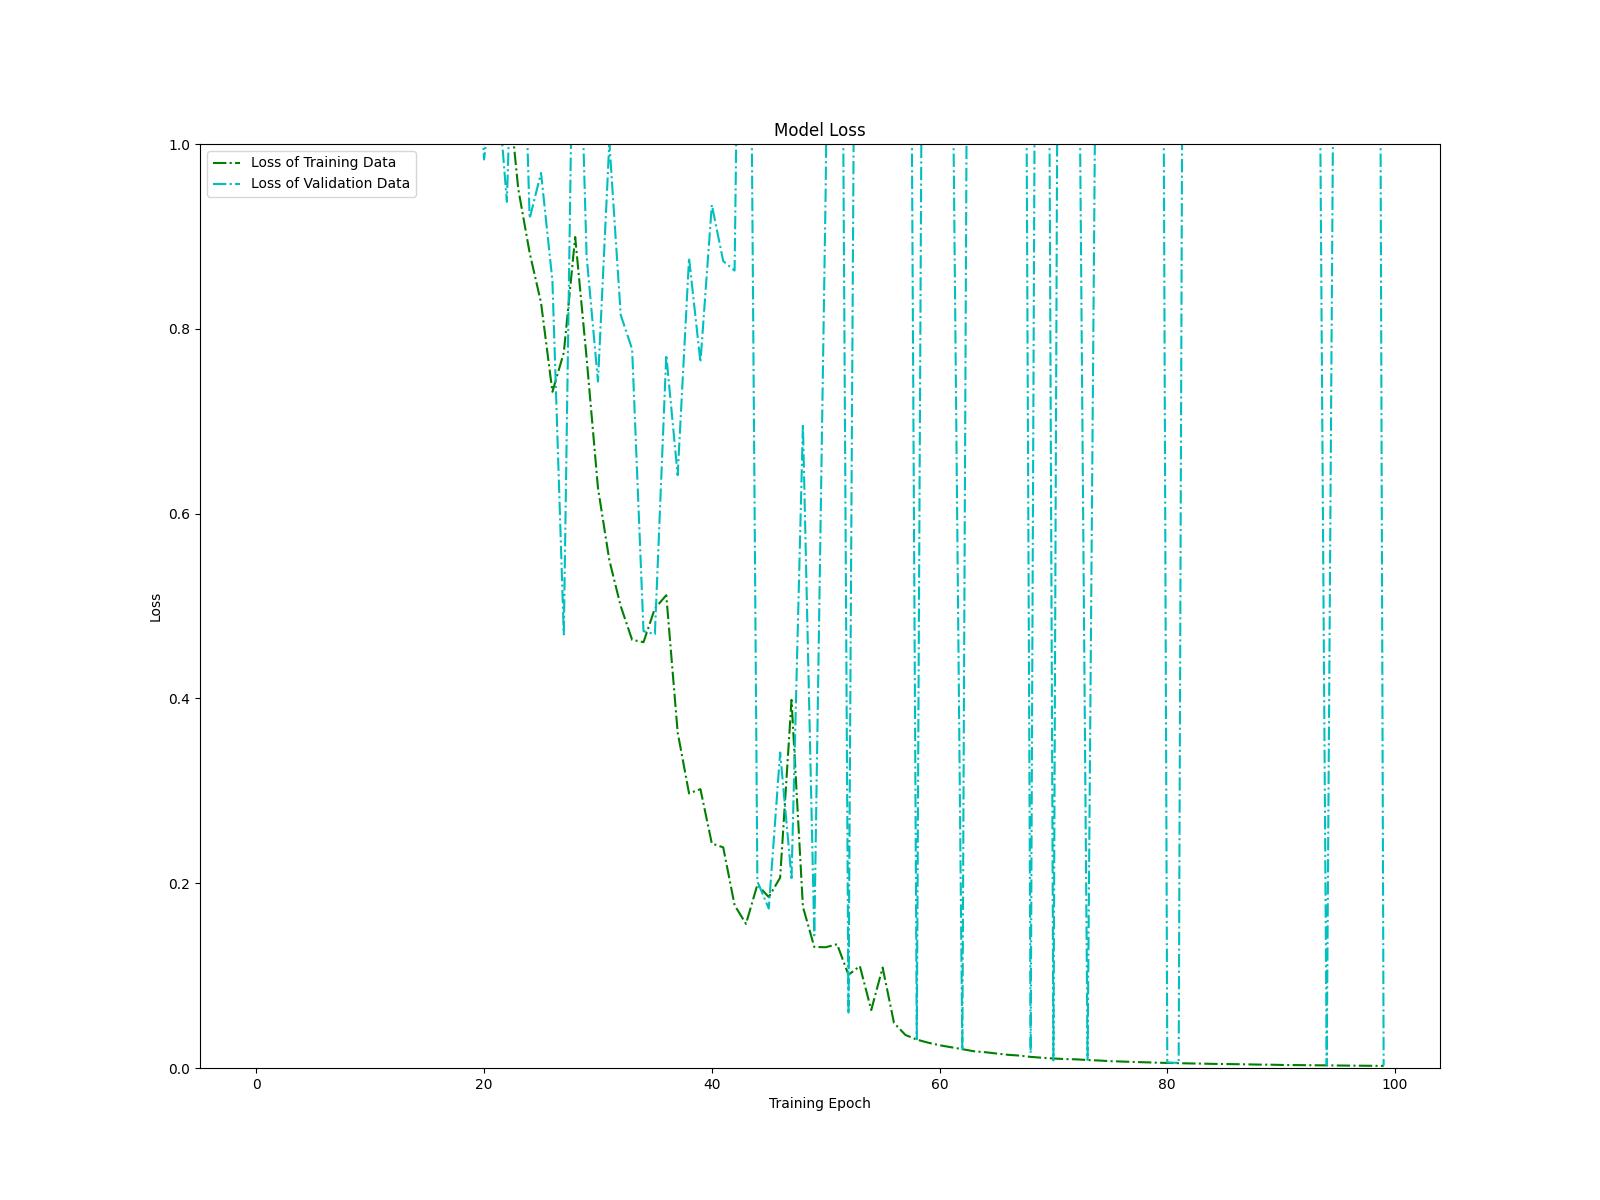 Model Loss
Loss of Training Data
Loss of Validation Data
1.0
0.8
0.6
0.4
0.2
0.0
Loss
0 20 40 60 80 100
Training Epoch